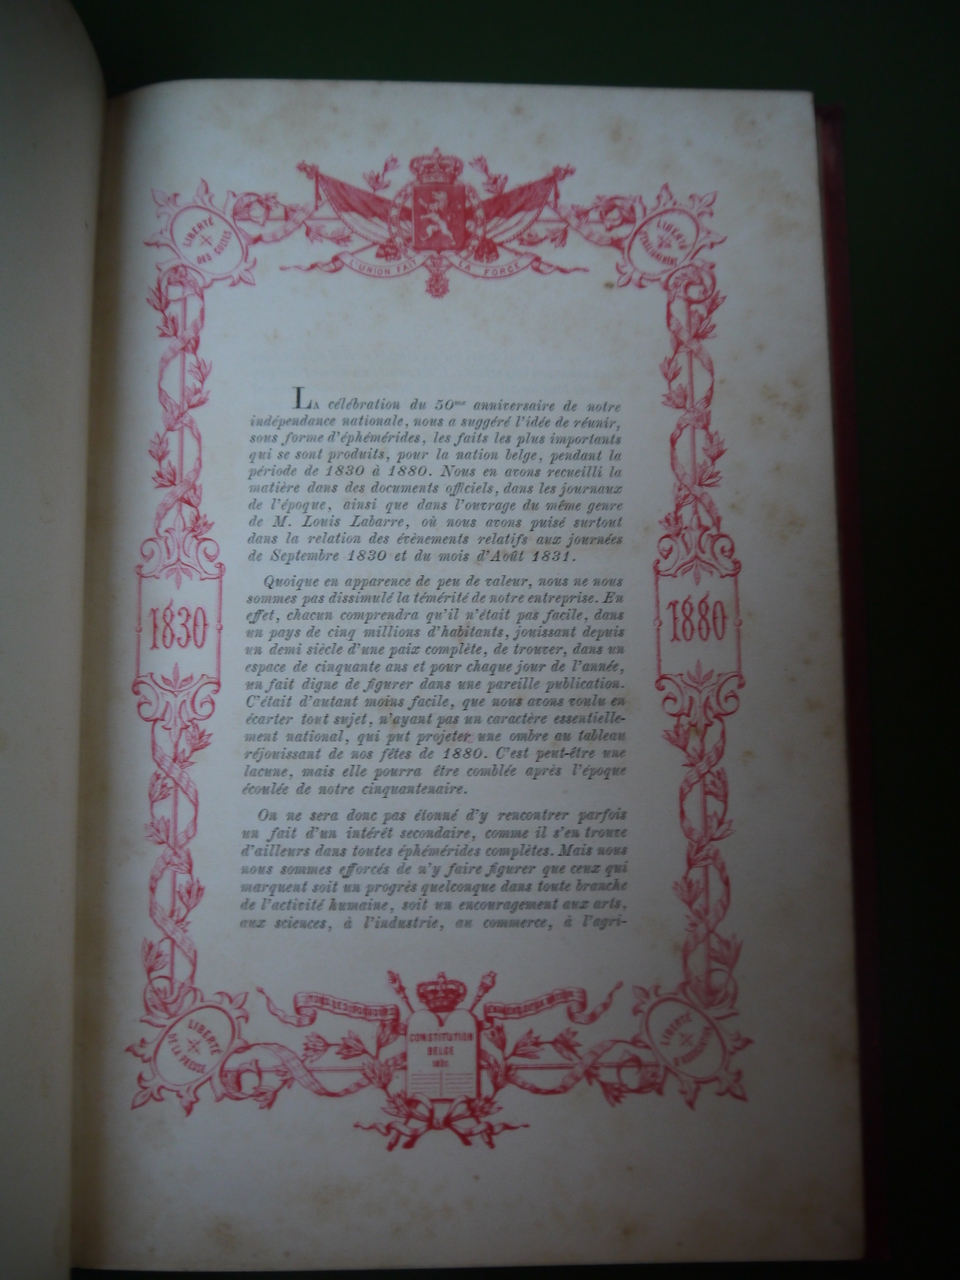 L'UNION FAIT LA FORCE
LIBERTÉ DES CULTES
LIBERTÉ D'ENSEIGNEMENT
La célébration du 50me anniversaire de notre
indépendance nationale, nous a suggéré l'idée de réunir,
sous forme d'éphémérides, les faits les plus importants
qui se sont produits, pour la nation belge, pendant la
période de 1830 à 1880. Nous en avons recueilli la
matière dans des documents officiels, dans les journaux
de l'époque, ainsi que dans l'ouvrage du même genre
de M. Louis Labarre, où nous avons puisé surtout
dans la relation des évènements relatifs aux journées
de Septembre 1830 et du mois d'Août 1831.
Quoique en apparence de peu de valeur, nous ne nous
sommes pas dissimulé la témérité de notre entreprise. En
effet, chacun comprendra qu'il n'était pas facile, dans
un pays de cinq millions d'habitants, jouissant depuis
un demi siècle d'une paix complète, de trouver, dans un
espace de cinquante ans et pour chaque jour de l'année,
un fait digne de figurer dans une pareille publication.
C'était d'autant moins facile, que nous avons voulu en
écarter tout sujet, n'ayant pas un caractère essentielle-
ment national, qui put projeter une ombre au tableau
réjouissant de nos fêtes de 1880. C'est peut-être une
lacune, mais elle pourra être comblée après l'époque
écoulée de notre cinquantenaire.
On ne sera donc pas étonné d'y rencontrer parfois
un fait d'un intérêt secondaire, comme il s'en trouve
d'ailleurs dans toutes éphémérides complètes. Mais nous
nous sommes efforcés de n'y faire figurer que ceux qui
marquent soit un progrès quelconque dans toute branche
de l'activité humaine, soit un encouragement aux arts,
aux sciences, à l'industrie, au commerce, à l'agri-
1830
1880
LIBERTÉ DE LA PRESSE
CONSTITUTION
BELGE
1831
LIBERTÉ D'ASSOCIATION